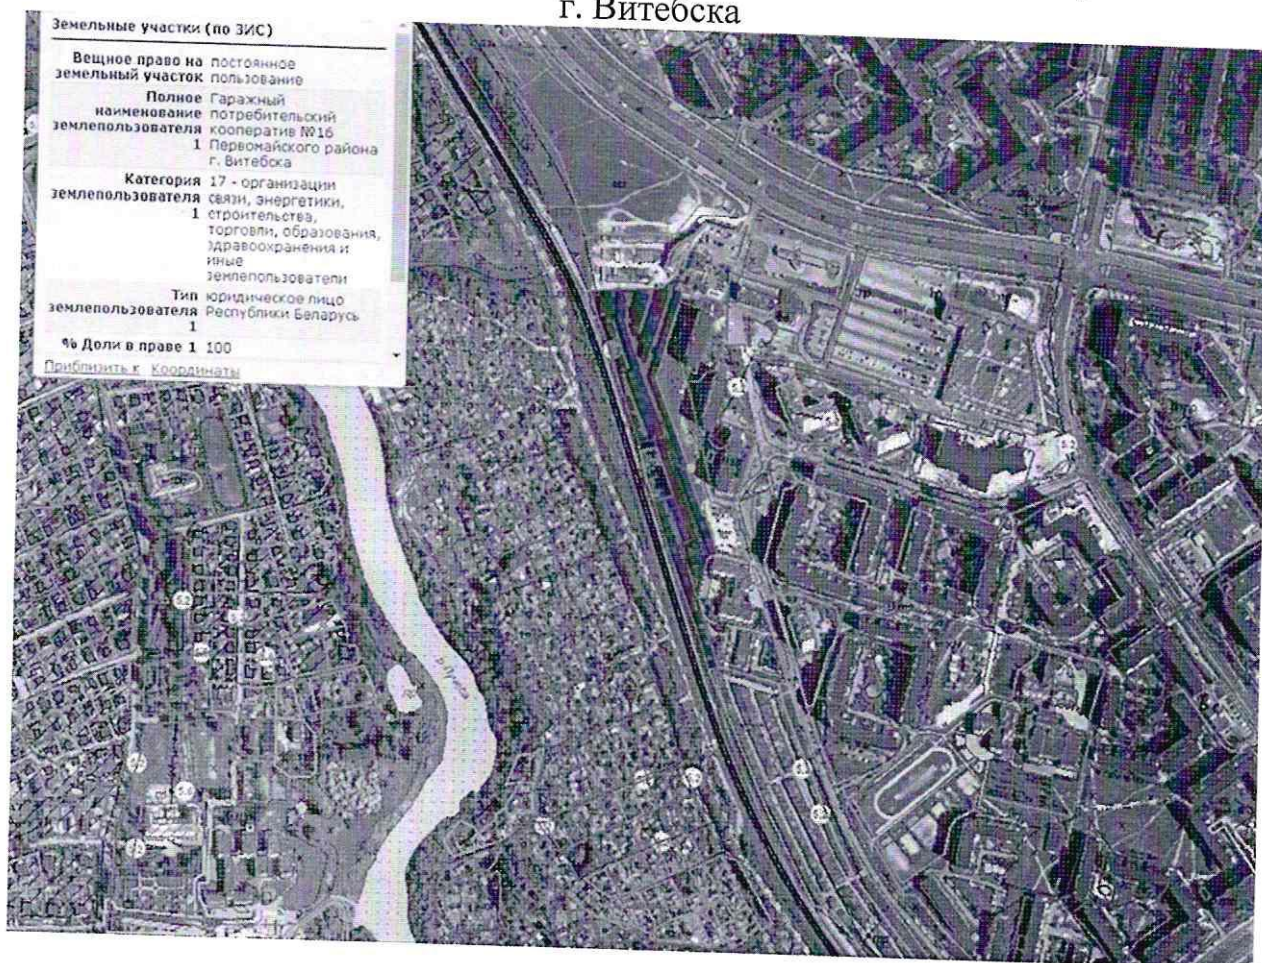 г. Витебска
Земельные участки (по ЗИС)
Вещное право на постоянное
земельный участок пользование
Полное Гаражный
наименование потребительский
землепользователя кооператив №16
1 Первомайского района
г. Витебска
Категория 17 - организации
землепользователя связи, энергетики,
1 строительства,
торговли, образования,
здравоохранения и
иные
землепользователи
Тип юридическое лицо
землепользователя Республики Беларусь
1
% Доли в праве 1 100
Приблизить к Координаты